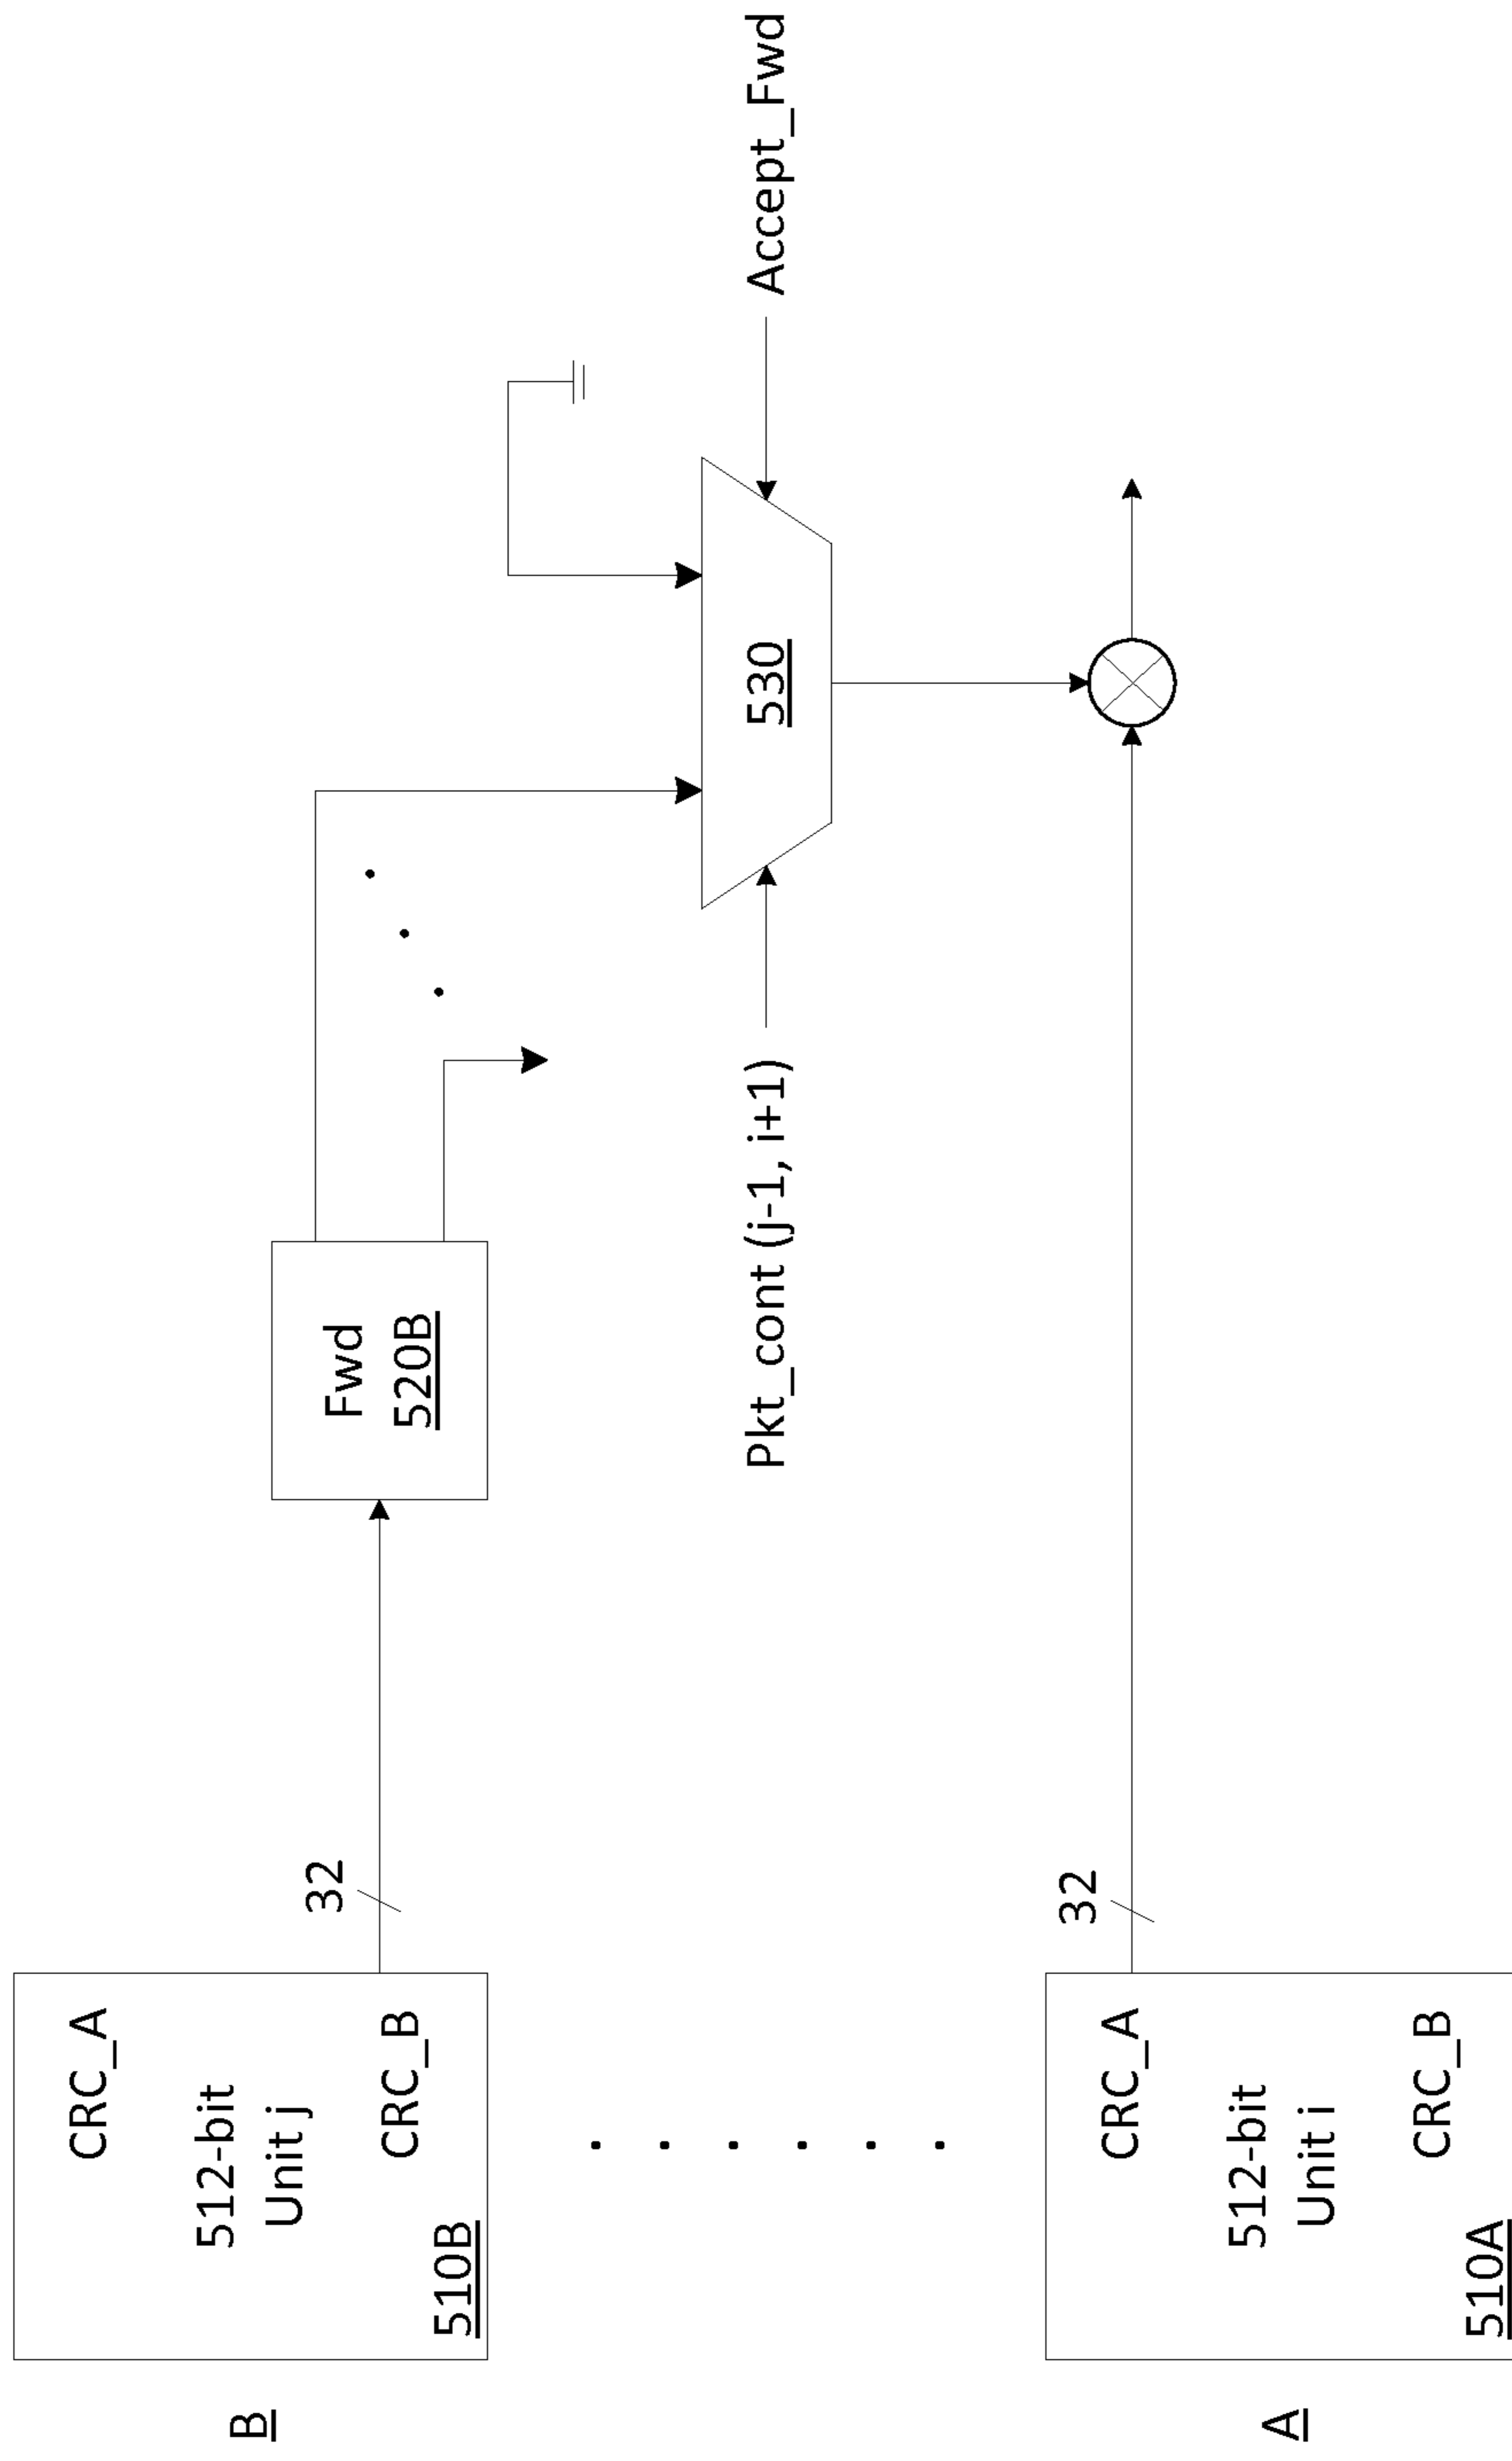 B
CRC_A
512-bit
Unit j
CRC_B
510B
32
Fwd
520B
Pkt_cont (j-1, i+1)
530
Accept_Fwd
A
CRC_A
512-bit
Unit i
CRC_B
510A
32